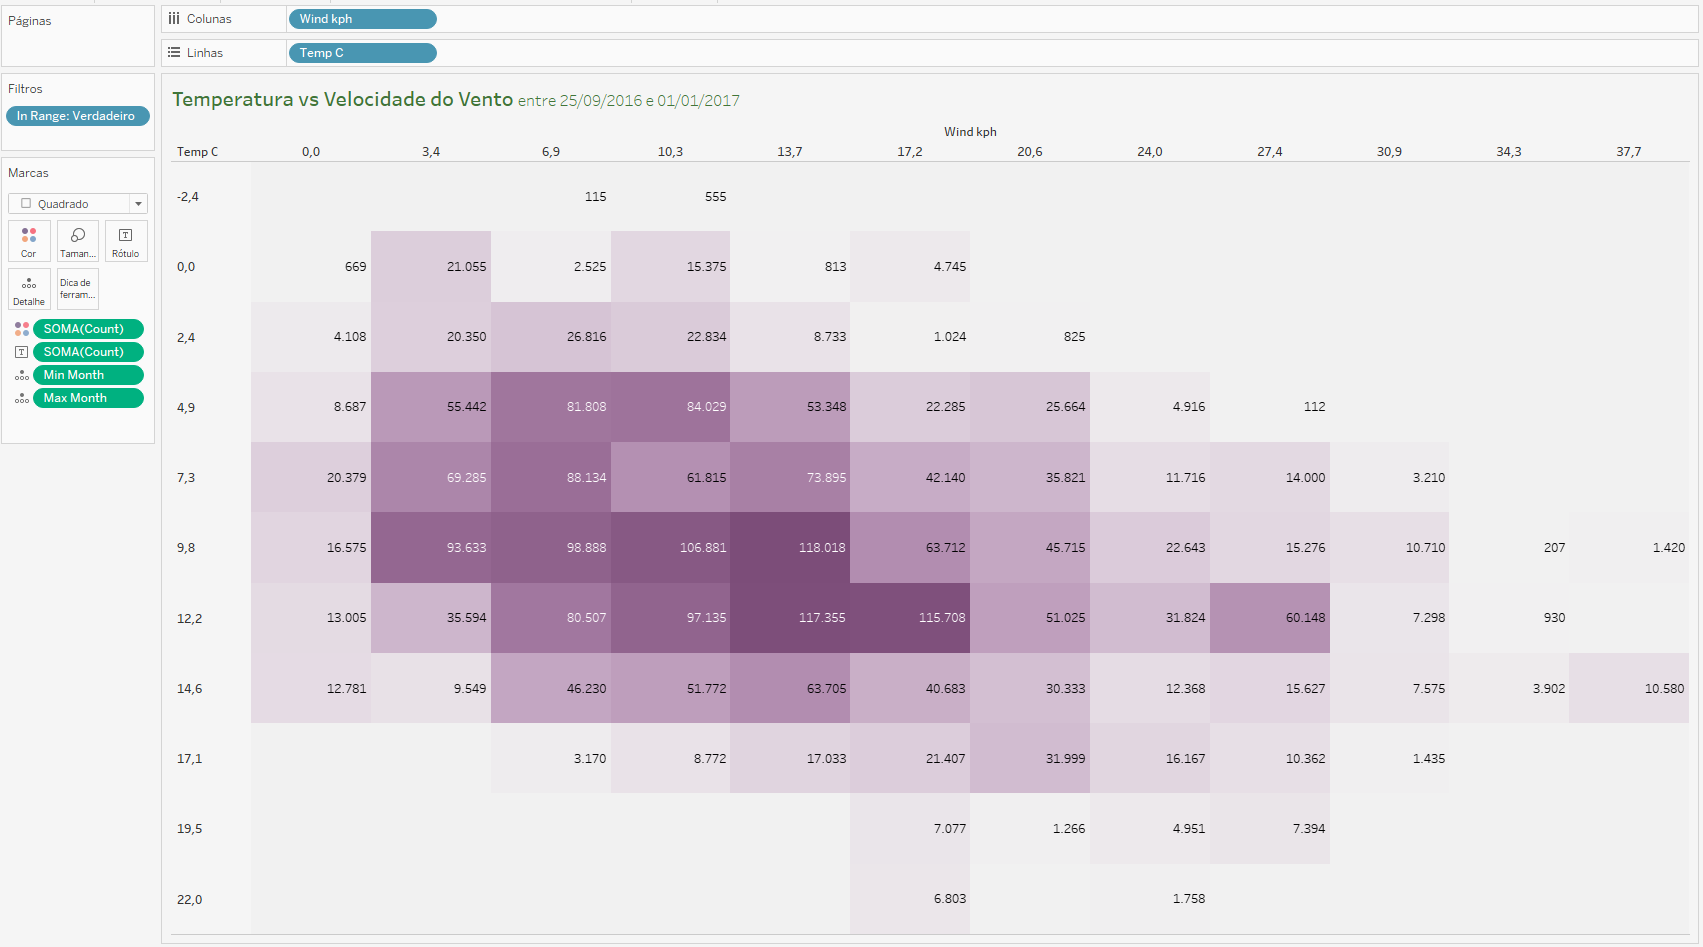 Páginas
Colunas Wind kph
Linhas Temp C
Filtros
In Range: Verdadeiro
Marcas
Quadrado
Cor Taman... Rótulo
Detalhe Dica de ferram...
SOMA(Count)
T SOMA(Count)
Min Month
Max Month
Temperatura vs Velocidade do Vento entre 25/09/2016 e 01/01/2017
Wind kph
Temp C 0,0 3,4 6,9 10,3 13,7 17,2 20,6 24,0 27,4 30,9 34,3 37,7
-2,4 115 555
0,0 669 21.055 2.525 15.375 813 4.745
2,4 4.108 20.350 26.816 22.834 8.733 1.024 825
4,9 8.687 55.442 81.808 84.029 53.348 22.285 25.664 4.916 112
7,3 20.379 69.285 88.134 61.815 73.895 42.140 35.821 11.716 14.000 3.210
9,8 16.575 93.633 98.888 106.881 118.018 63.712 45.715 22.643 15.276 10.710 207 1.420
12,2 13.005 35.594 80.507 97.135 117.355 115.708 51.025 31.824 60.148 7.298 930
14,6 12.781 9.549 46.230 51.772 63.705 40.683 30.333 12.368 15.627 7.575 3.902 10.580
17,1 3.170 8.772 17.033 21.407 31.999 16.167 10.362 1.435
19,5 7.077 1.266 4.951 7.394
22,0 6.803 1.758